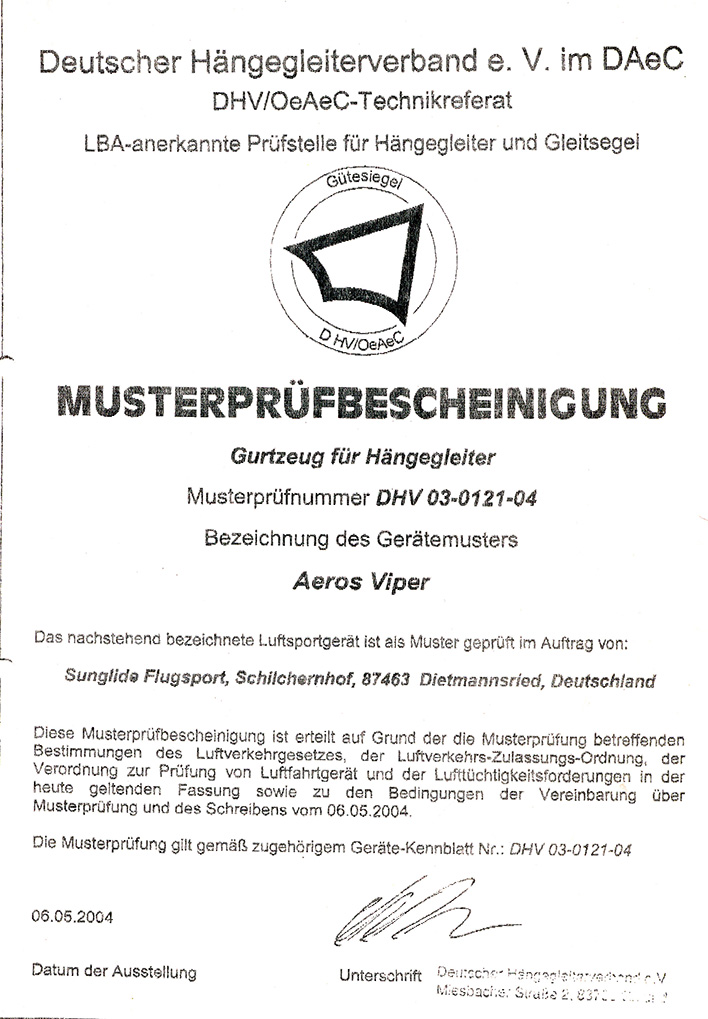 Deutscher Hängegleiterverband e. V. im DAeC
DHV/OeAeC-Technikreferat
LBA-anerkannte Prüfstelle für Hängegleiter und Gleitsegel
Gütesiegel
DHV/OeAeC
MUSTERPRÜFBESCHEINIGUNG
Gurtzeug für Hängegleiter
Musterprüfnummer DHV 03-0121-04
Bezeichnung des Gerätemusters
Aeros Viper
Das nachstehend bezeichnete Luftsportgerät ist als Muster geprüft im Auftrag von:
Sunglide Flugsport, Schilchernhof, 87463 Dietmannsried, Deutschland
Diese Musterprüfbescheinigung ist erteilt auf Grund der die Musterprüfung betreffenden
Bestimmungen des Luftverkehrgesetzes, der Luftverkehrs-Zulassungs-Ordnung, der
Verordnung zur Prüfung von Luftfahrtgerät und der Lufttüchtigkeitsforderungen in der
heute geltenden Fassung sowie zu den Bedingungen der Vereinbarung über
Musterprüfung und des Schreibens vom 06.05.2004.
Die Musterprüfung gilt gemäß zugehörigem Geräte-Kennblatt Nr.: DHV 03-0121-04
06.05.2004
Datum der Ausstellung
Unterschrift
Deutscher Hängegleiterverband e.V.
Miesbacher Straße 2,